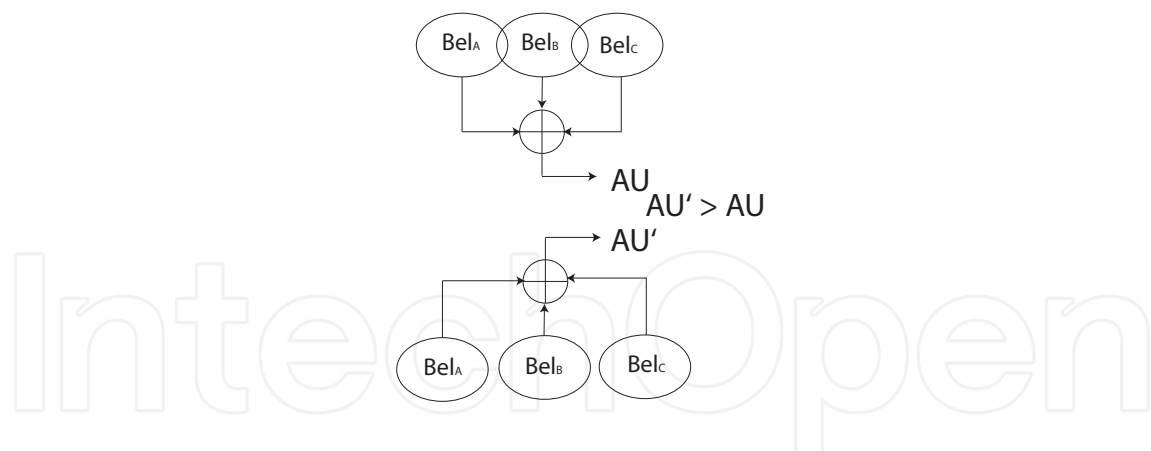 BelA BelB BelC
AU
AU‘ > AU
AU‘
BelA BelB BelC
IntechOpen